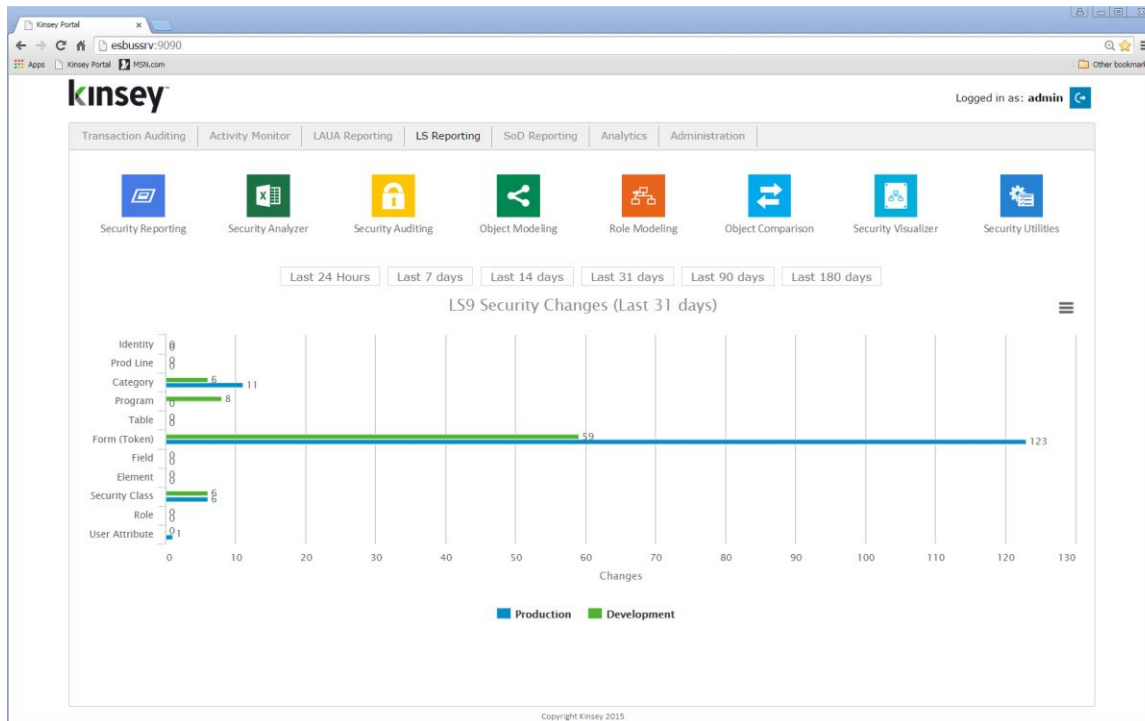 Kinsey Portal
esbussrv:9090
Apps Kinsey Portal MSN.com Other bookmark
kinsey
Logged in as: admin
Transaction Auditing Activity Monitor LAUA Reporting LS Reporting SoD Reporting Analytics Administration
Security Reporting Security Analyzer Security Auditing Object Modeling Role Modeling Object Comparison Security Visualizer Security Utilities
Last 24 Hours Last 7 days Last 14 days Last 31 days Last 90 days Last 180 days
LS9 Security Changes (Last 31 days)
Identity 0 0
Prod Line 0 0
Category 6 11
Program 8 0
Table 0 0
Form (Token) 59 123
Field 0 0
Element 0 0
Security Class 6 6
Role 0 0
User Attribute 0 1
0 10 20 30 40 50 60 70 80 90 100 110 120 130
Changes
Production Development
Copyright Kinsey 2015